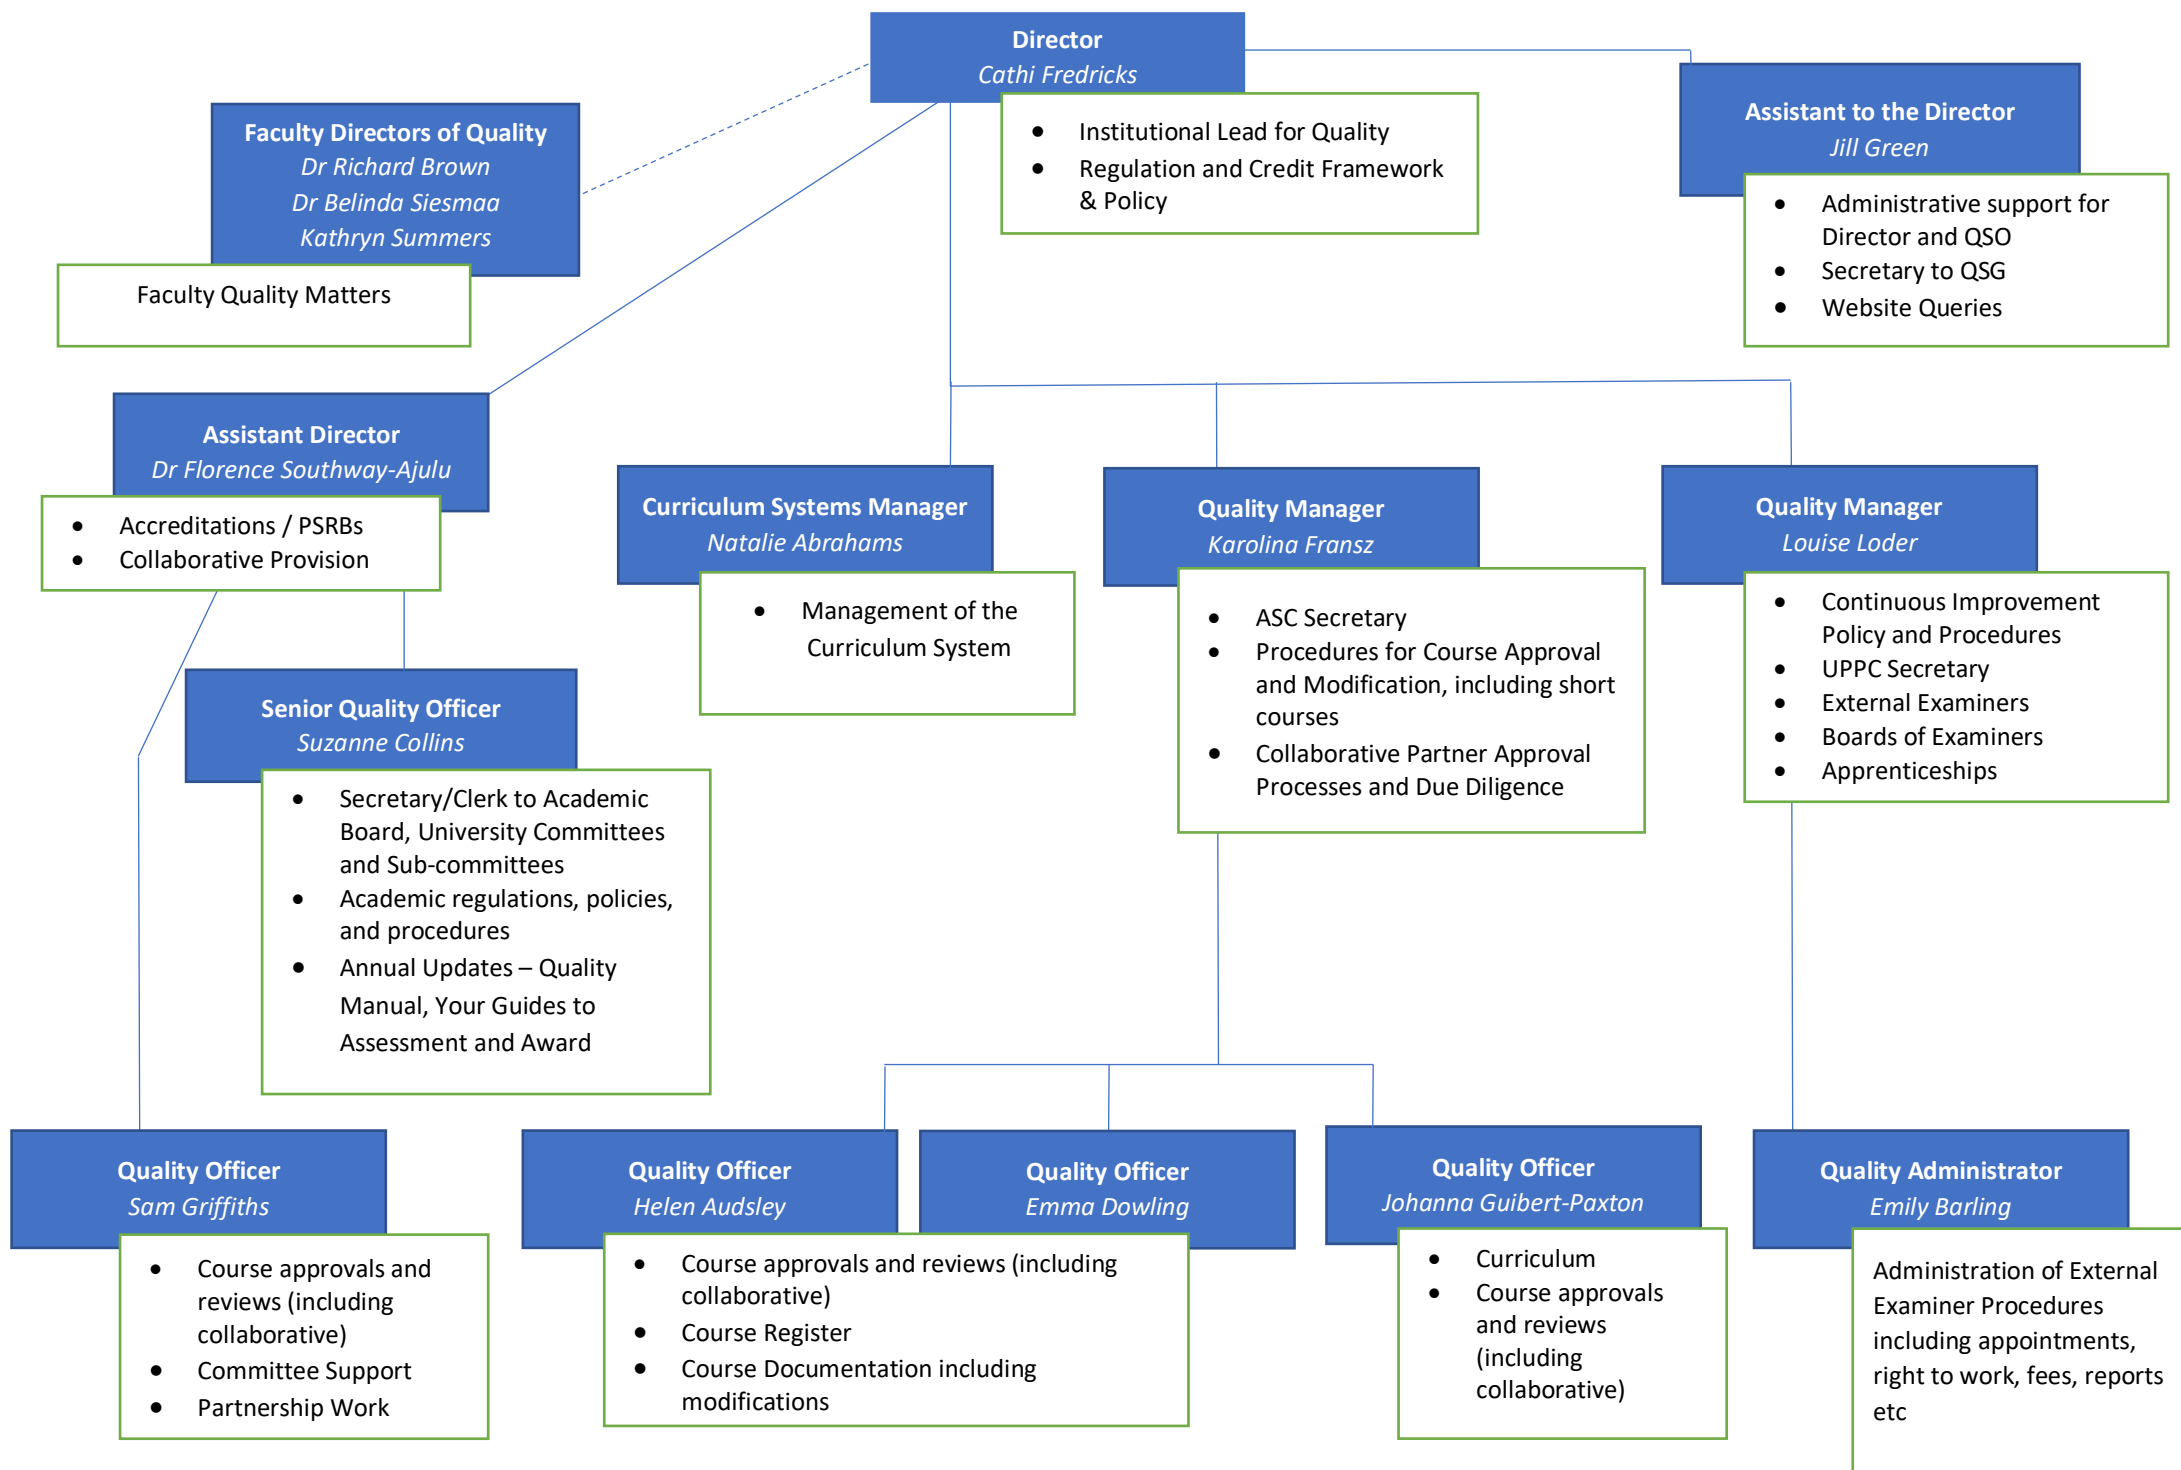 Director
Cathi Fredricks
• Institutional Lead for Quality
• Regulation and Credit Framework
& Policy
Assistant to the Director
Jill Green
• Administrative support for
Director and QSO
• Secretary to QSG
• Website Queries
Faculty Directors of Quality
Dr Richard Brown
Dr Belinda Siesmaa
Kathryn Summers
Faculty Quality Matters
Assistant Director
Dr Florence Southway-Ajulu
• Accreditations / PSRBs
• Collaborative Provision
Curriculum Systems Manager
Natalie Abrahams
• Management of the
Curriculum System
Quality Manager
Karolina Fransz
• ASC Secretary
• Procedures for Course Approval
and Modification, including short
courses
• Collaborative Partner Approval
Processes and Due Diligence
Quality Manager
Louise Loder
• Continuous Improvement
Policy and Procedures
• UPPC Secretary
• External Examiners
• Boards of Examiners
• Apprenticeships
Senior Quality Officer
Suzanne Collins
• Secretary/Clerk to Academic
Board, University Committees
and Sub-committees
• Academic regulations, policies,
and procedures
• Annual Updates – Quality
Manual, Your Guides to
Assessment and Award
Quality Officer
Sam Griffiths
• Course approvals and
reviews (including
collaborative)
• Committee Support
• Partnership Work
Quality Officer
Helen Audsley
Quality Officer
Emma Dowling
• Course approvals and reviews (including
collaborative)
• Course Register
• Course Documentation including
modifications
Quality Officer
Johanna Guibert-Paxton
• Curriculum
• Course approvals
and reviews
(including
collaborative)
Quality Administrator
Emily Barling
Administration of External
Examiner Procedures
including appointments,
right to work, fees, reports
etc